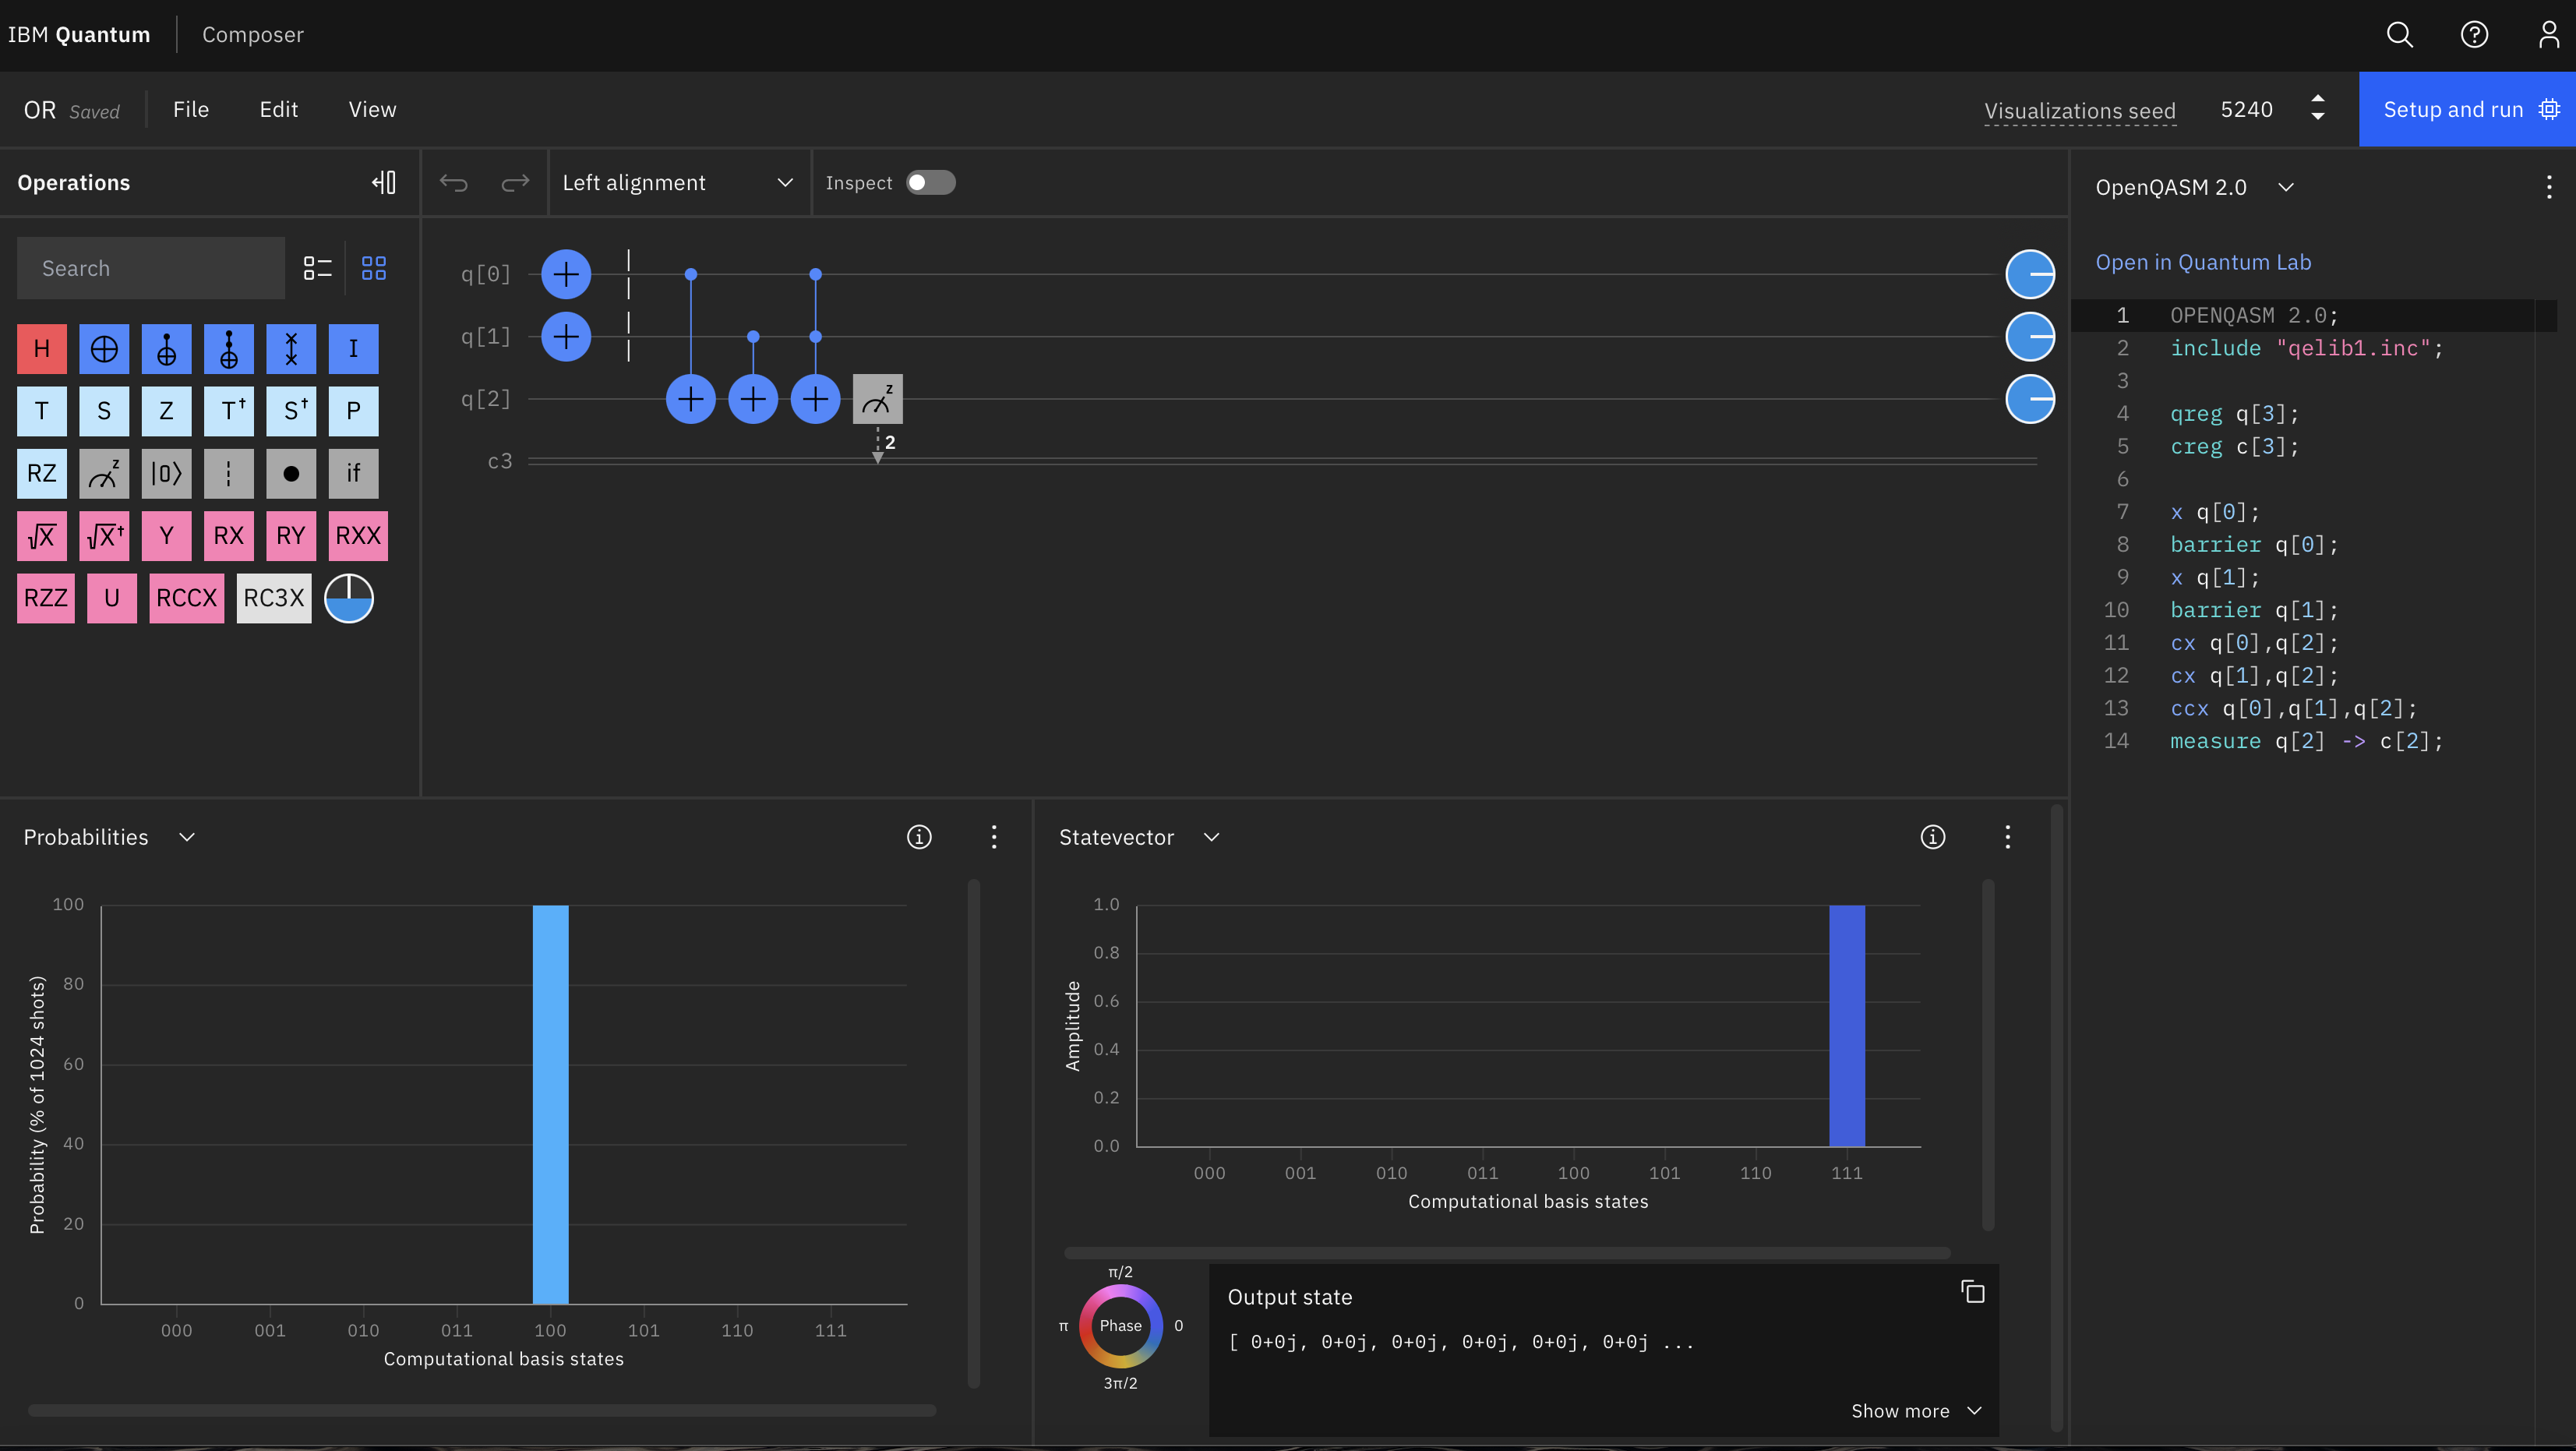 IBM Quantum Composer
OR Saved File Edit View Visualizations seed 5240 Setup and run
Operations
Left alignment Inspect
OpenQASM 2.0
Search
Open in Quantum Lab
H I
T S Z T† S† P
RZ z |0⟩ if
√X √X† Y RX RY RXX
RZZ U RCCX RC3X
q[0]
q[1]
q[2] z
2
c3
1 OPENQASM 2.0;
2 include "qelib1.inc";
3
4 qreg q[3];
5 creg c[3];
6
7 x q[0];
8 barrier q[0];
9 x q[1];
10 barrier q[1];
11 cx q[0],q[2];
12 cx q[1],q[2];
13 ccx q[0],q[1],q[2];
14 measure q[2] -> c[2];
Probabilities
Probability (% of 1024 shots)
100
80
60
40
20
0
000 001 010 011 100 101 110 111
Computational basis states
Statevector
Amplitude
1.0
0.8
0.6
0.4
0.2
0.0
000 001 010 011 100 101 110 111
Computational basis states
π/2
π Phase 0
3π/2
Output state
[ 0+0j, 0+0j, 0+0j, 0+0j, 0+0j, 0+0j ...
Show more